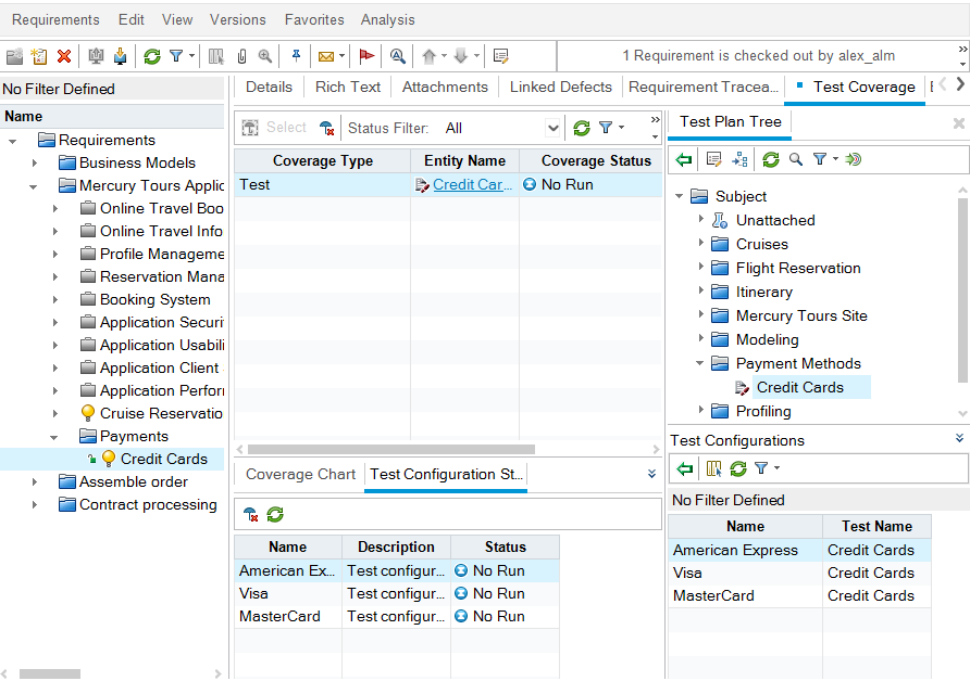 Requirements Edit View Versions Favorites Analysis
1 Requirement is checked out by alex_alm
No Filter Defined
Name
Requirements
Business Models
Mercury Tours Applic
Online Travel Boo
Online Travel Info
Profile Manageme
Reservation Mana
Booking System
Application Securi
Application Usabili
Application Client
Application Perfor
Cruise Reservatio
Payments
Credit Cards
Assemble order
Contract processing
Details Rich Text Attachments Linked Defects Requirement Tracea... Test Coverage
Select Status Filter: All
Coverage Type Entity Name Coverage Status
Test Credit Car... No Run
Coverage Chart Test Configuration St...
Name Description Status
American Ex... Test configur... No Run
Visa Test configur... No Run
MasterCard Test configur... No Run
Test Plan Tree
Subject
Unattached
Cruises
Flight Reservation
Itinerary
Mercury Tours Site
Modeling
Payment Methods
Credit Cards
Profiling
Test Configurations
No Filter Defined
Name Test Name
American Express Credit Cards
Visa Credit Cards
MasterCard Credit Cards